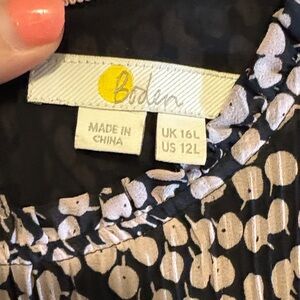 Boden
MADE IN
CHINA
UK 16L
US 12L